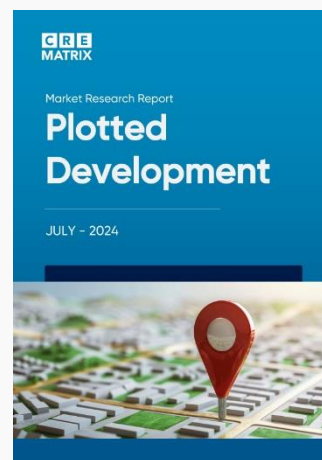 CRE
MATRIX
Market Research Report
Plotted
Development
JULY - 2024